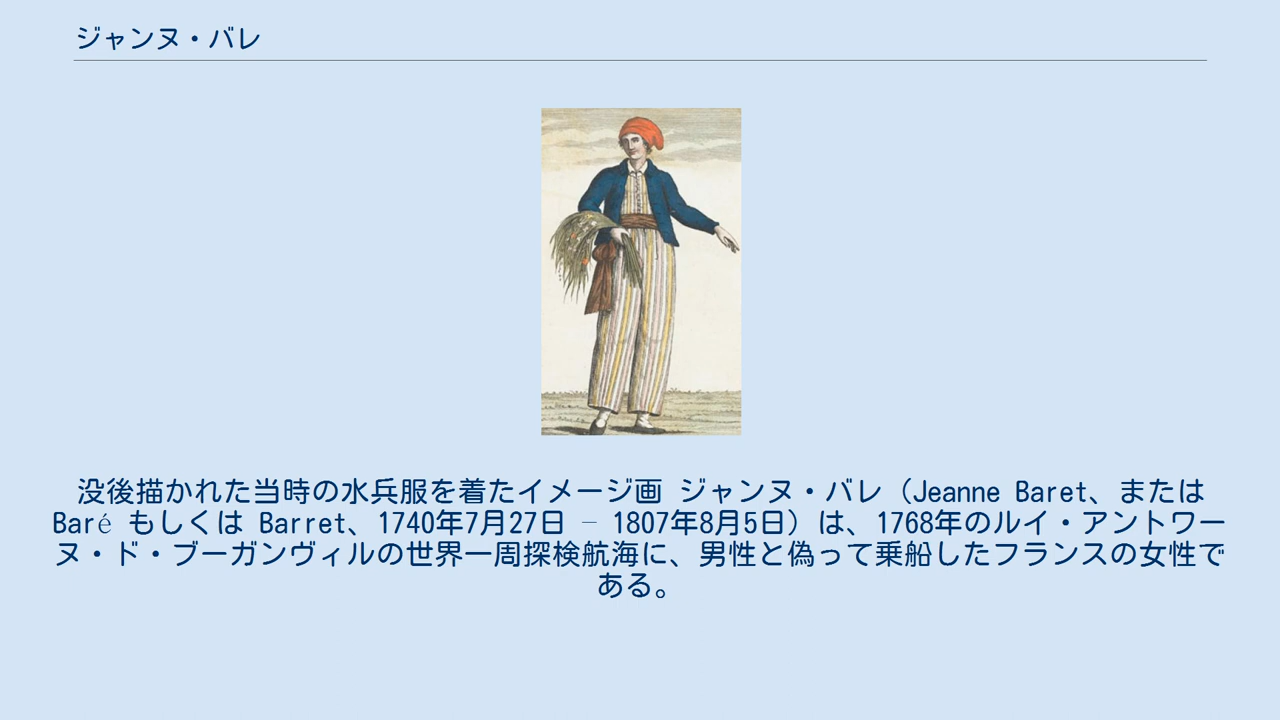 ジャンヌ・バレ
没後描かれた当時の水兵服を着たイメージ画 ジャンヌ・バレ（Jeanne Baret、または
Baré もしくは Barret、1740年7月27日 – 1807年8月5日）は、1768年のルイ・アントワー
ヌ・ド・ブーガンヴィルの世界一周探検航海に、男性と偽って乗船したフランスの女性で
ある。